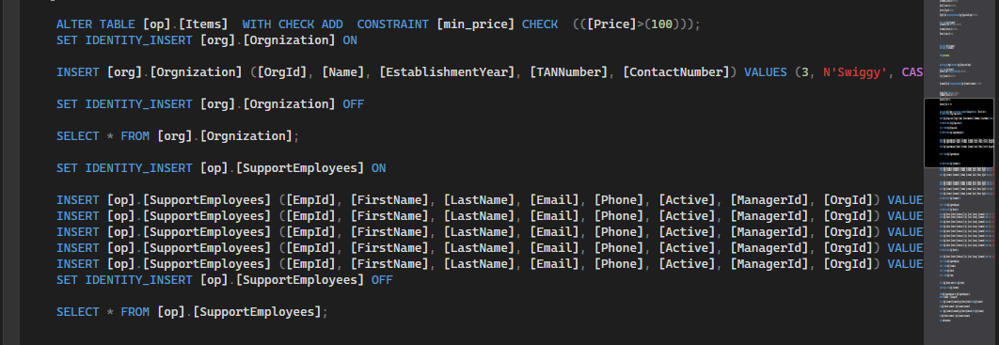 ALTER TABLE [op].[Items]  WITH CHECK ADD  CONSTRAINT [min_price] CHECK  (([Price]>(100)));
SET IDENTITY_INSERT [org].[Orgnization] ON
INSERT [org].[Orgnization] ([OrgId], [Name], [EstablishmentYear], [TANNumber], [ContactNumber]) VALUES (3, N'Swiggy', CAS
SET IDENTITY_INSERT [org].[Orgnization] OFF
SELECT * FROM [org].[Orgnization];
SET IDENTITY_INSERT [op].[SupportEmployees] ON
INSERT [op].[SupportEmployees] ([EmpId], [FirstName], [LastName], [Email], [Phone], [Active], [ManagerId], [OrgId]) VALUE
INSERT [op].[SupportEmployees] ([EmpId], [FirstName], [LastName], [Email], [Phone], [Active], [ManagerId], [OrgId]) VALUE
INSERT [op].[SupportEmployees] ([EmpId], [FirstName], [LastName], [Email], [Phone], [Active], [ManagerId], [OrgId]) VALUE
INSERT [op].[SupportEmployees] ([EmpId], [FirstName], [LastName], [Email], [Phone], [Active], [ManagerId], [OrgId]) VALUE
INSERT [op].[SupportEmployees] ([EmpId], [FirstName], [LastName], [Email], [Phone], [Active], [ManagerId], [OrgId]) VALUE
SET IDENTITY_INSERT [op].[SupportEmployees] OFF
SELECT * FROM [op].[SupportEmployees];